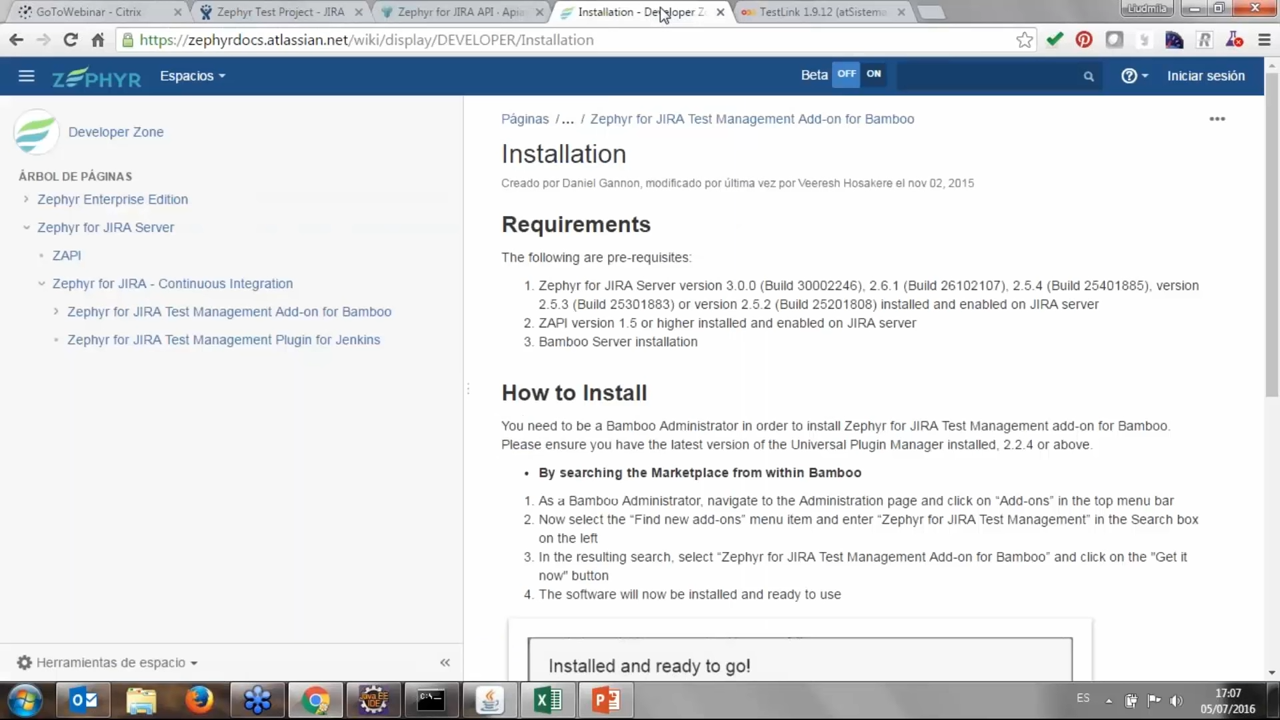 GoToWebinar - Citrix
Zephyr Test Project - JIRA
Zephyr for JIRA API · Apia
Installation - Developer Z
TestLink 1.9.12 (atSistema
Liudmila
https://zephyrdocs.atlassian.net/wiki/display/DEVELOPER/Installation
ZEPHYR
Espacios
Beta OFF ON
Iniciar sesión
Developer Zone
ÁRBOL DE PÁGINAS
Zephyr Enterprise Edition
Zephyr for JIRA Server
ZAPI
Zephyr for JIRA - Continuous Integration
Zephyr for JIRA Test Management Add-on for Bamboo
Zephyr for JIRA Test Management Plugin for Jenkins
Herramientas de espacio
Páginas /... / Zephyr for JIRA Test Management Add-on for Bamboo
Installation
Creado por Daniel Gannon, modificado por última vez por Veeresh Hosakere el nov 02, 2015
Requirements
The following are pre-requisites:
1. Zephyr for JIRA Server version 3.0.0 (Build 30002246), 2.6.1 (Build 26102107), 2.5.4 (Build 25401885), version
2.5.3 (Build 25301883) or version 2.5.2 (Build 25201808) installed and enabled on JIRA server
2. ZAPI version 1.5 or higher installed and enabled on JIRA server
3. Bamboo Server installation
How to Install
You need to be a Bamboo Administrator in order to install Zephyr for JIRA Test Management add-on for Bamboo.
Please ensure you have the latest version of the Universal Plugin Manager installed, 2.2.4 or above.
• By searching the Marketplace from within Bamboo
1. As a Bamboo Administrator, navigate to the Administration page and click on “Add-ons” in the top menu bar
2. Now select the “Find new add-ons” menu item and enter “Zephyr for JIRA Test Management” in the Search box
on the left
3. In the resulting search, select “Zephyr for JIRA Test Management Add-on for Bamboo” and click on the "Get it
now" button
4. The software will now be installed and ready to use
Installed and ready to go!
ES
17:07
05/07/2016